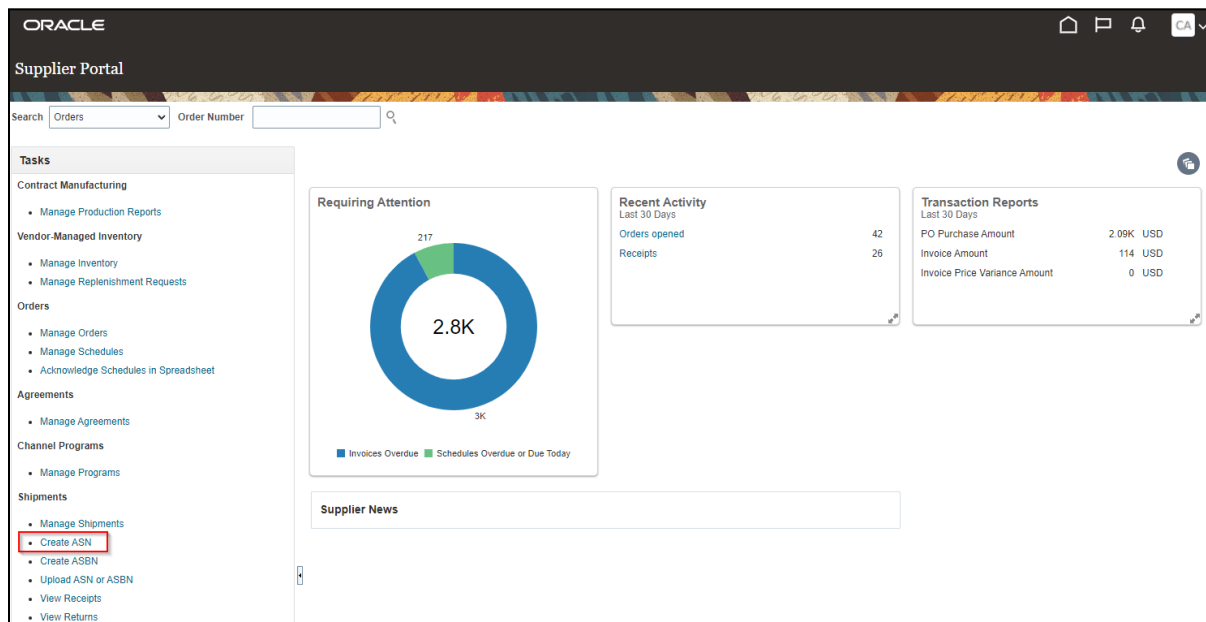 ORACLE
CA
Supplier Portal
Search Orders Order Number
Tasks
Contract Manufacturing
Manage Production Reports
Vendor-Managed Inventory
Manage Inventory
Manage Replenishment Requests
Orders
Manage Orders
Manage Schedules
Acknowledge Schedules in Spreadsheet
Agreements
Manage Agreements
Channel Programs
Manage Programs
Shipments
Manage Shipments
Create ASN
Create ASBN
Upload ASN or ASBN
View Receipts
View Returns
Requiring Attention
217
2.8K
3K
Invoices Overdue Schedules Overdue or Due Today
Recent Activity
Last 30 Days
Orders opened 42
Receipts 26
Transaction Reports
Last 30 Days
PO Purchase Amount 2.09K USD
Invoice Amount 114 USD
Invoice Price Variance Amount 0 USD
Supplier News